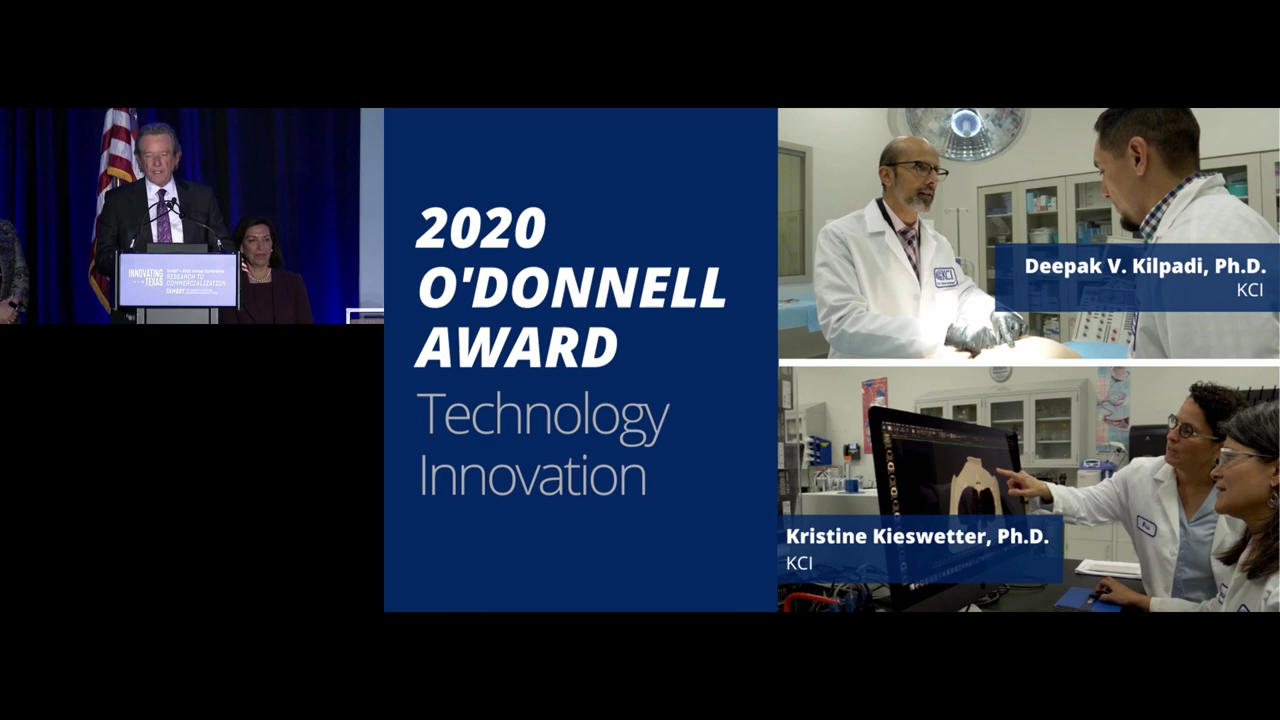 INNOVATING
TEXAS
RESEARCH TO
COMMERCIALIZATION
TAMEST
2020
O'DONNELL
AWARD
Technology
Innovation
KCI
Deepak V. Kilpadi, Ph.D.
KCI
Kristine Kieswetter, Ph.D.
KCI